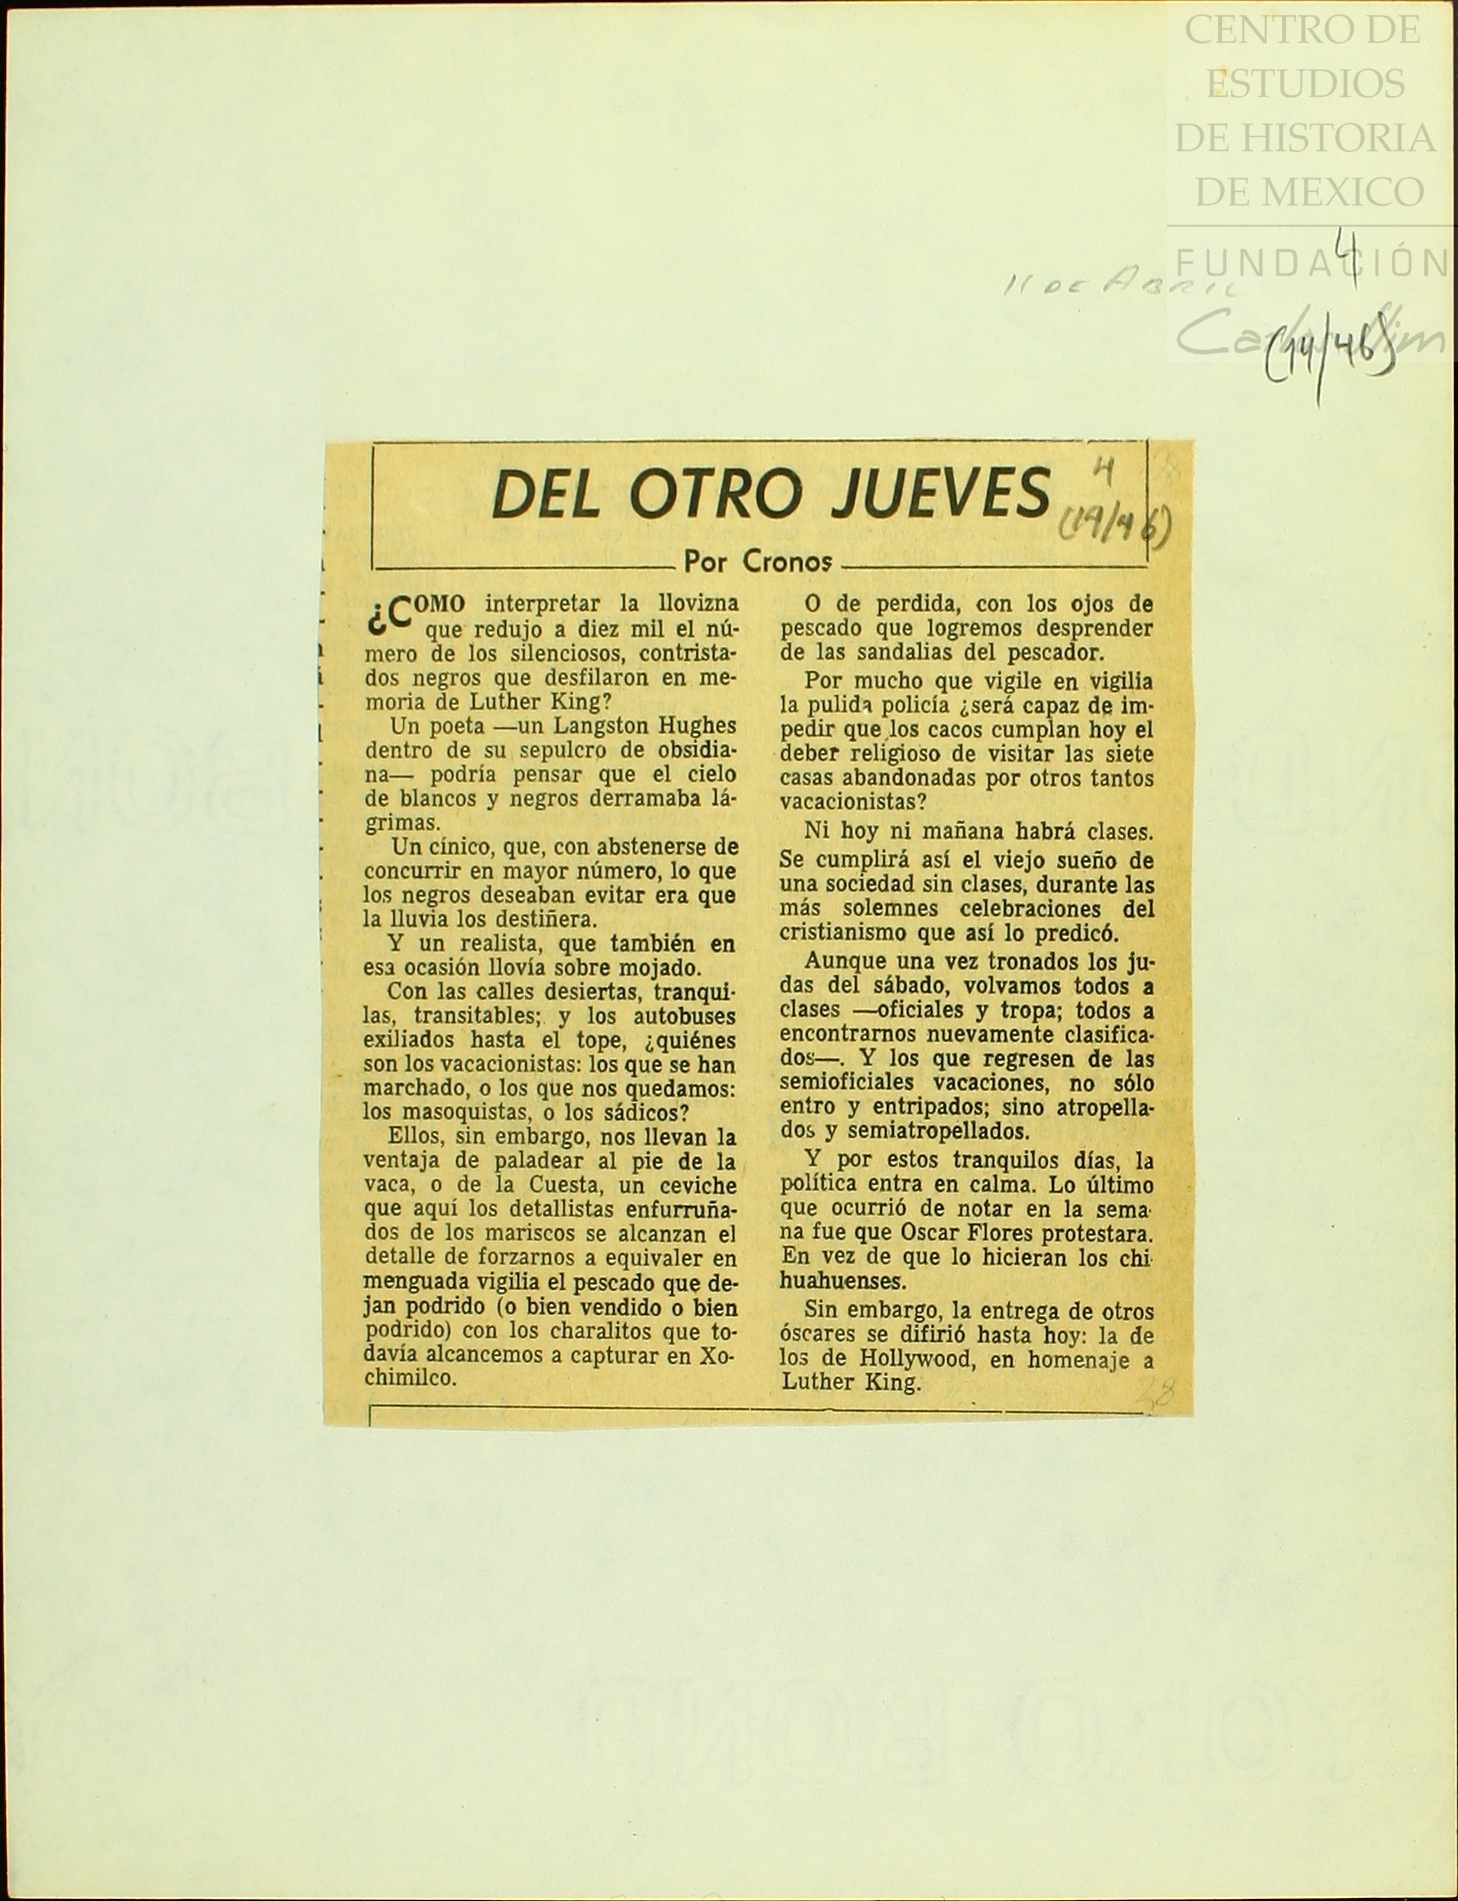 CENTRO DE
ESTUDIOS
DE HISTORIA
DE MEXICO
FUNDACIÓN
Carlos Slim
4
11 DE ABRIL
(19/46)
DEL OTRO JUEVES
4
(19/46)
Por Cronos
¿COMO interpretar la llovizna
que redujo a diez mil el nú-
mero de los silenciosos, contrista-
dos negros que desfilaron en me-
moria de Luther King?
Un poeta —un Langston Hughes
dentro de su sepulcro de obsidia-
na— podría pensar que el cielo
de blancos y negros derramaba lá-
grimas.
Un cínico, que, con abstenerse de
concurrir en mayor número, lo que
los negros deseaban evitar era que
la lluvia los destiñera.
Y un realista, que también en
esa ocasión llovía sobre mojado.
Con las calles desiertas, tranqui-
las, transitables; y los autobuses
exiliados hasta el tope, ¿quiénes
son los vacacionistas: los que se han
marchado, o los que nos quedamos:
los masoquistas, o los sádicos?
Ellos, sin embargo, nos llevan la
ventaja de paladear al pie de la
vaca, o de la Cuesta, un ceviche
que aquí los detallistas enfurruña-
dos de los mariscos se alcanzan el
detalle de forzarnos a equivaler en
menguada vigilia el pescado que de-
jan podrido (o bien vendido o bien
podrido) con los charalitos que to-
davía alcancemos a capturar en Xo-
chimilco.
O de perdida, con los ojos de
pescado que logremos desprender
de las sandalias del pescador.
Por mucho que vigile en vigilia
la pulida policía ¿será capaz de im-
pedir que los cacos cumplan hoy el
deber religioso de visitar las siete
casas abandonadas por otros tantos
vacacionistas?
Ni hoy ni mañana habrá clases.
Se cumplirá así el viejo sueño de
una sociedad sin clases, durante las
más solemnes celebraciones del
cristianismo que así lo predicó.
Aunque una vez tronados los ju-
das del sábado, volvamos todos a
clases —oficiales y tropa; todos a
encontrarnos nuevamente clasifica-
dos—. Y los que regresen de las
semioficiales vacaciones, no sólo
entro y entripados; sino atropella-
dos y semiatropellados.
Y por estos tranquilos días, la
política entra en calma. Lo último
que ocurrió de notar en la sema-
na fue que Oscar Flores protestara.
En vez de que lo hicieran los chi-
huahuenses.
Sin embargo, la entrega de otros
óscares se difirió hasta hoy: la de
los de Hollywood, en homenaje a
Luther King.
28